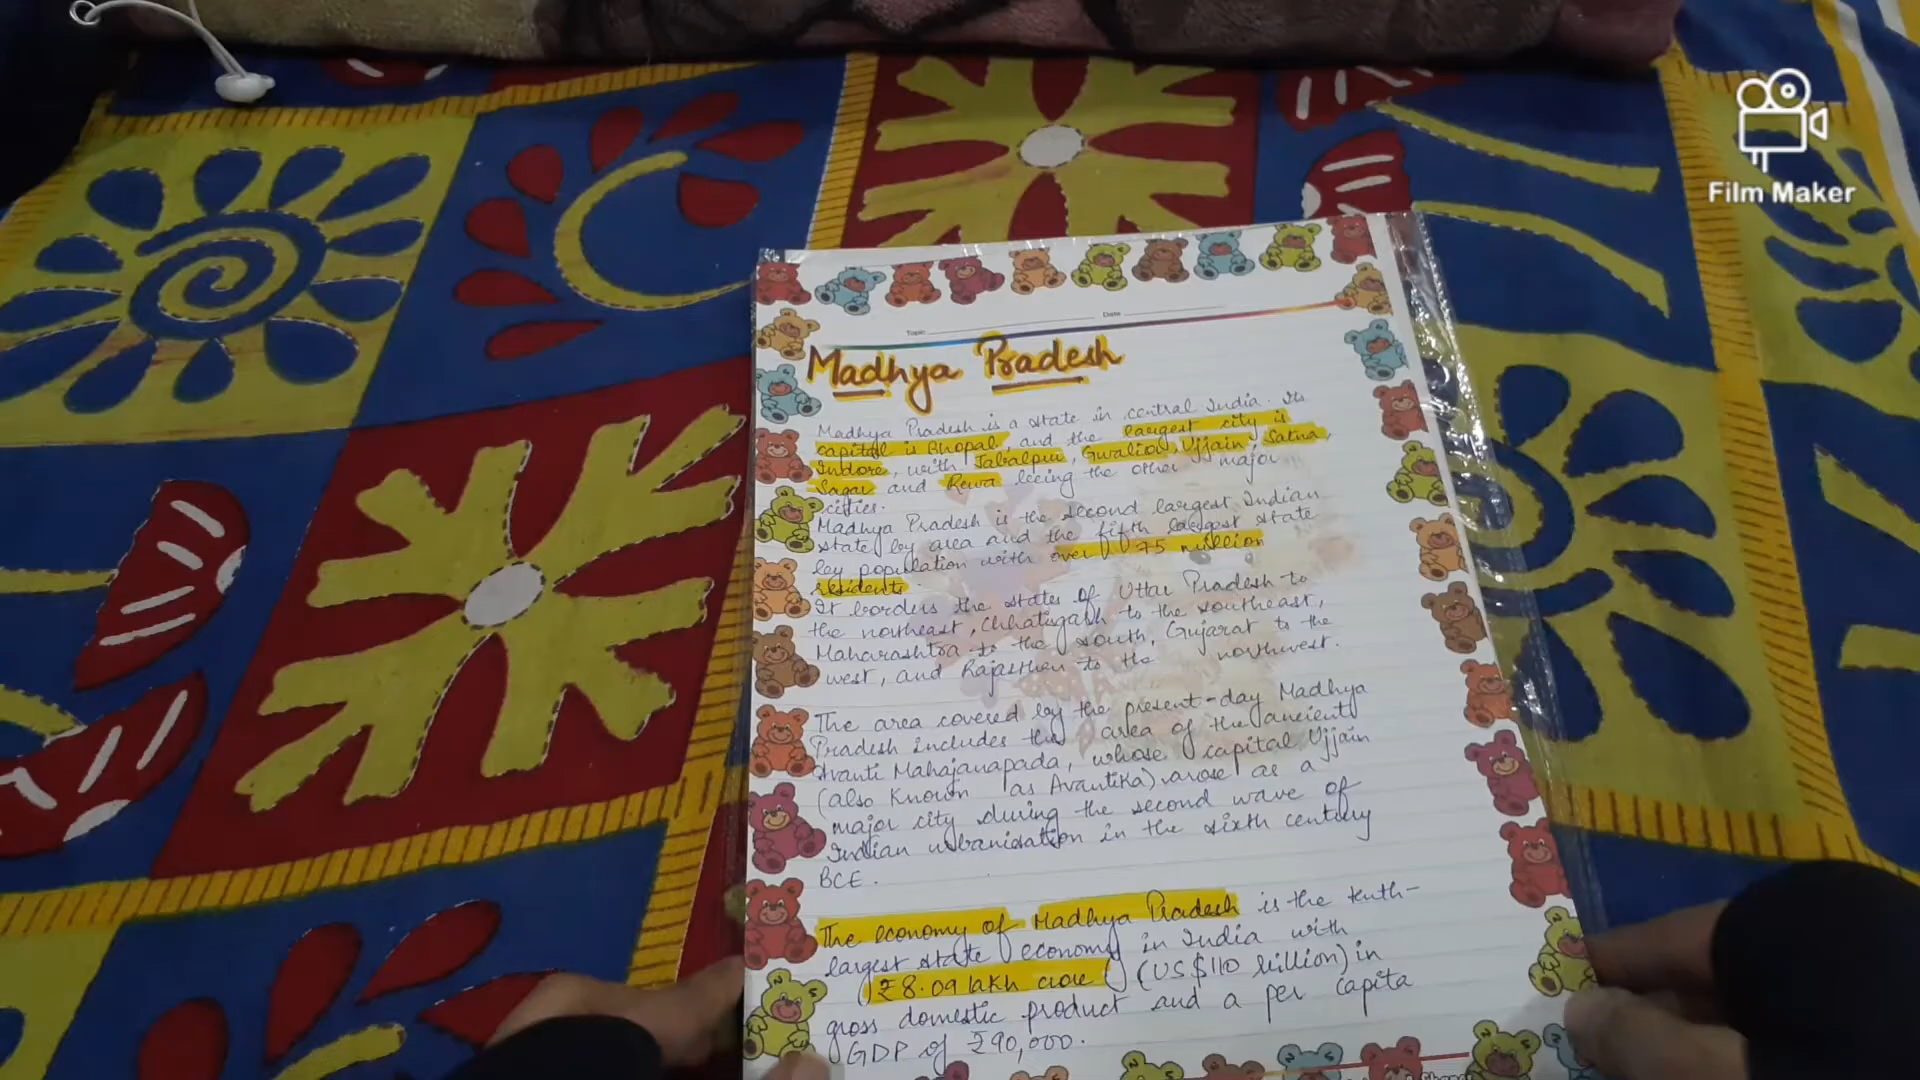 Film Maker
Topic
Date
Madhya Pradesh
Madhya Pradesh is a state in central India. Its
capital is Bhopal, and the largest city is
Indore, with Jabalpur, Gwalior, Ujjain, Satna,
Sagar and Rewa being the other major
cities.
Madhya Pradesh is the second largest Indian
state by area and the fifth largest state
by population with over 75 million
residents.
It borders the states of Uttar Pradesh to
the northeast, Chhatisgarh to the southeast,
Maharashtra to the south, Gujarat to the
west, and Rajasthan to the northwest.
The area covered by the present-day Madhya
Pradesh includes the area of the ancient
Avanti Mahajanapada, whose capital Ujjain
(also known as Avantika) arose as a
major city during the second wave of
Indian urbanisation in the sixth century
BCE.
The economy of Madhya Pradesh is the tenth-
largest state economy in India with
₹8.09 lakh crore (US$110 billion) in
gross domestic product and a per capita
GDP of ₹90,000.